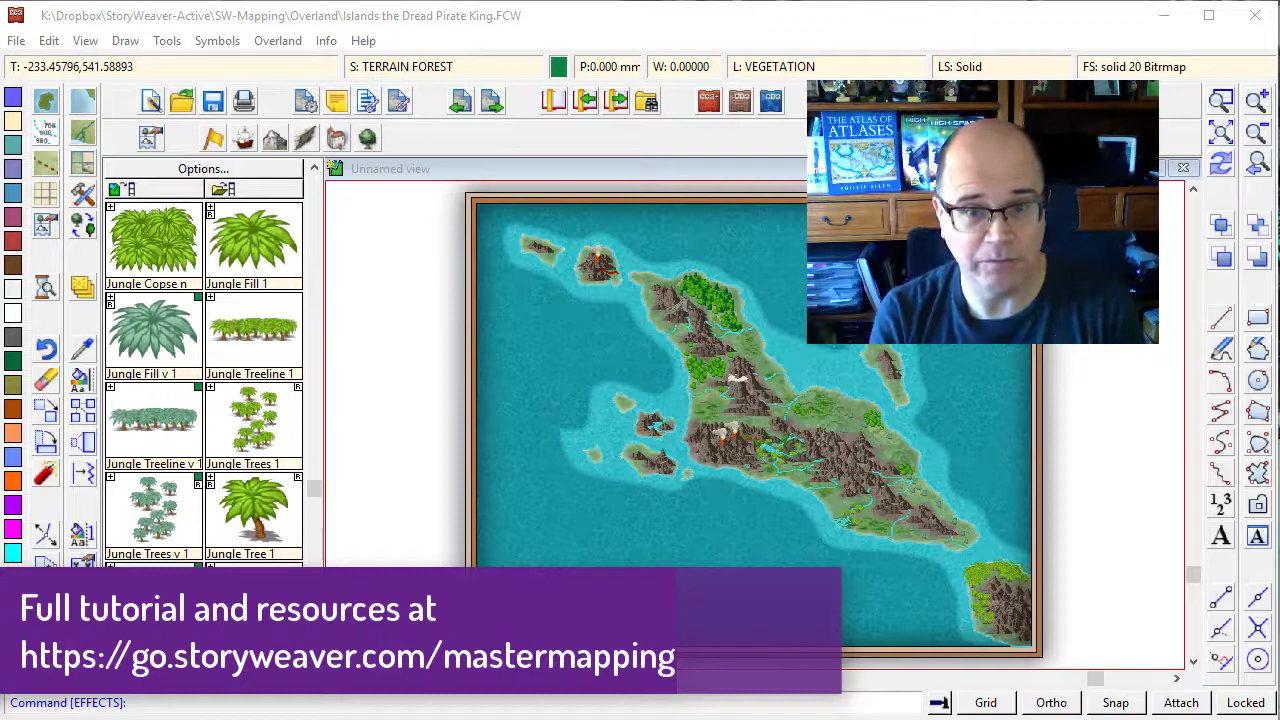 K:\Dropbox\StoryWeaver-Active\SW-Mapping\Overland\Islands the Dread Pirate King.FCW
File Edit View Draw Tools Symbols Overland Info Help
T: -233.45796,541.58893 S: TERRAIN FOREST P:0.000 mm W: 0.00000 L: VEGETATION LS: Solid FS: solid 20 Bitmap
THE ATLAS OF
ATLASES
PHILLIP ALLEN
HIGH-SPACE
Options...
Unnamed view
Jungle Copse n Jungle Fill 1
Jungle Fill v 1 Jungle Treeline 1
Jungle Treeline v 1 Jungle Trees 1
Jungle Trees v 1 Jungle Tree 1
Full tutorial and resources at
https://go.storyweaver.com/mastermapping
Command [EFFECTS]: Grid Ortho Snap Attach Locked